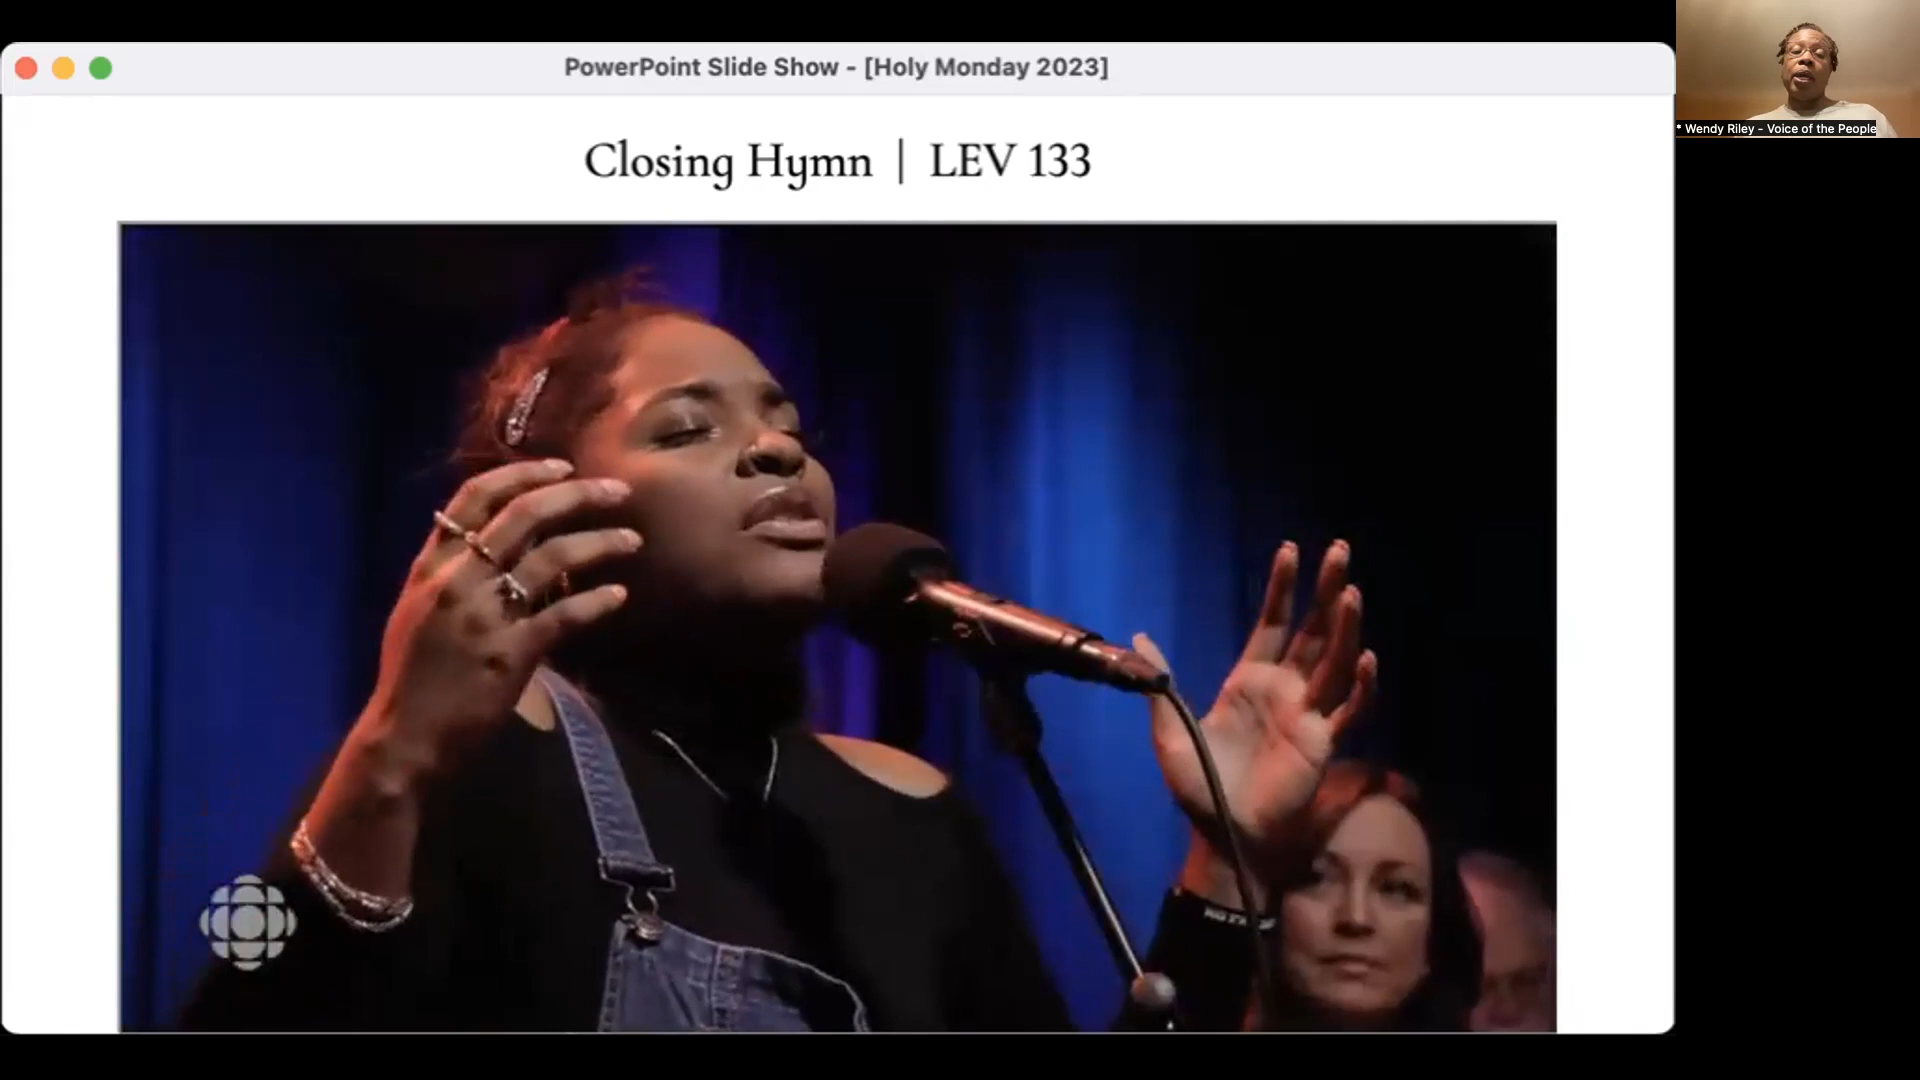 PowerPoint Slide Show - [Holy Monday 2023]
Closing Hymn | LEV 133
* Wendy Riley - Voice of the People